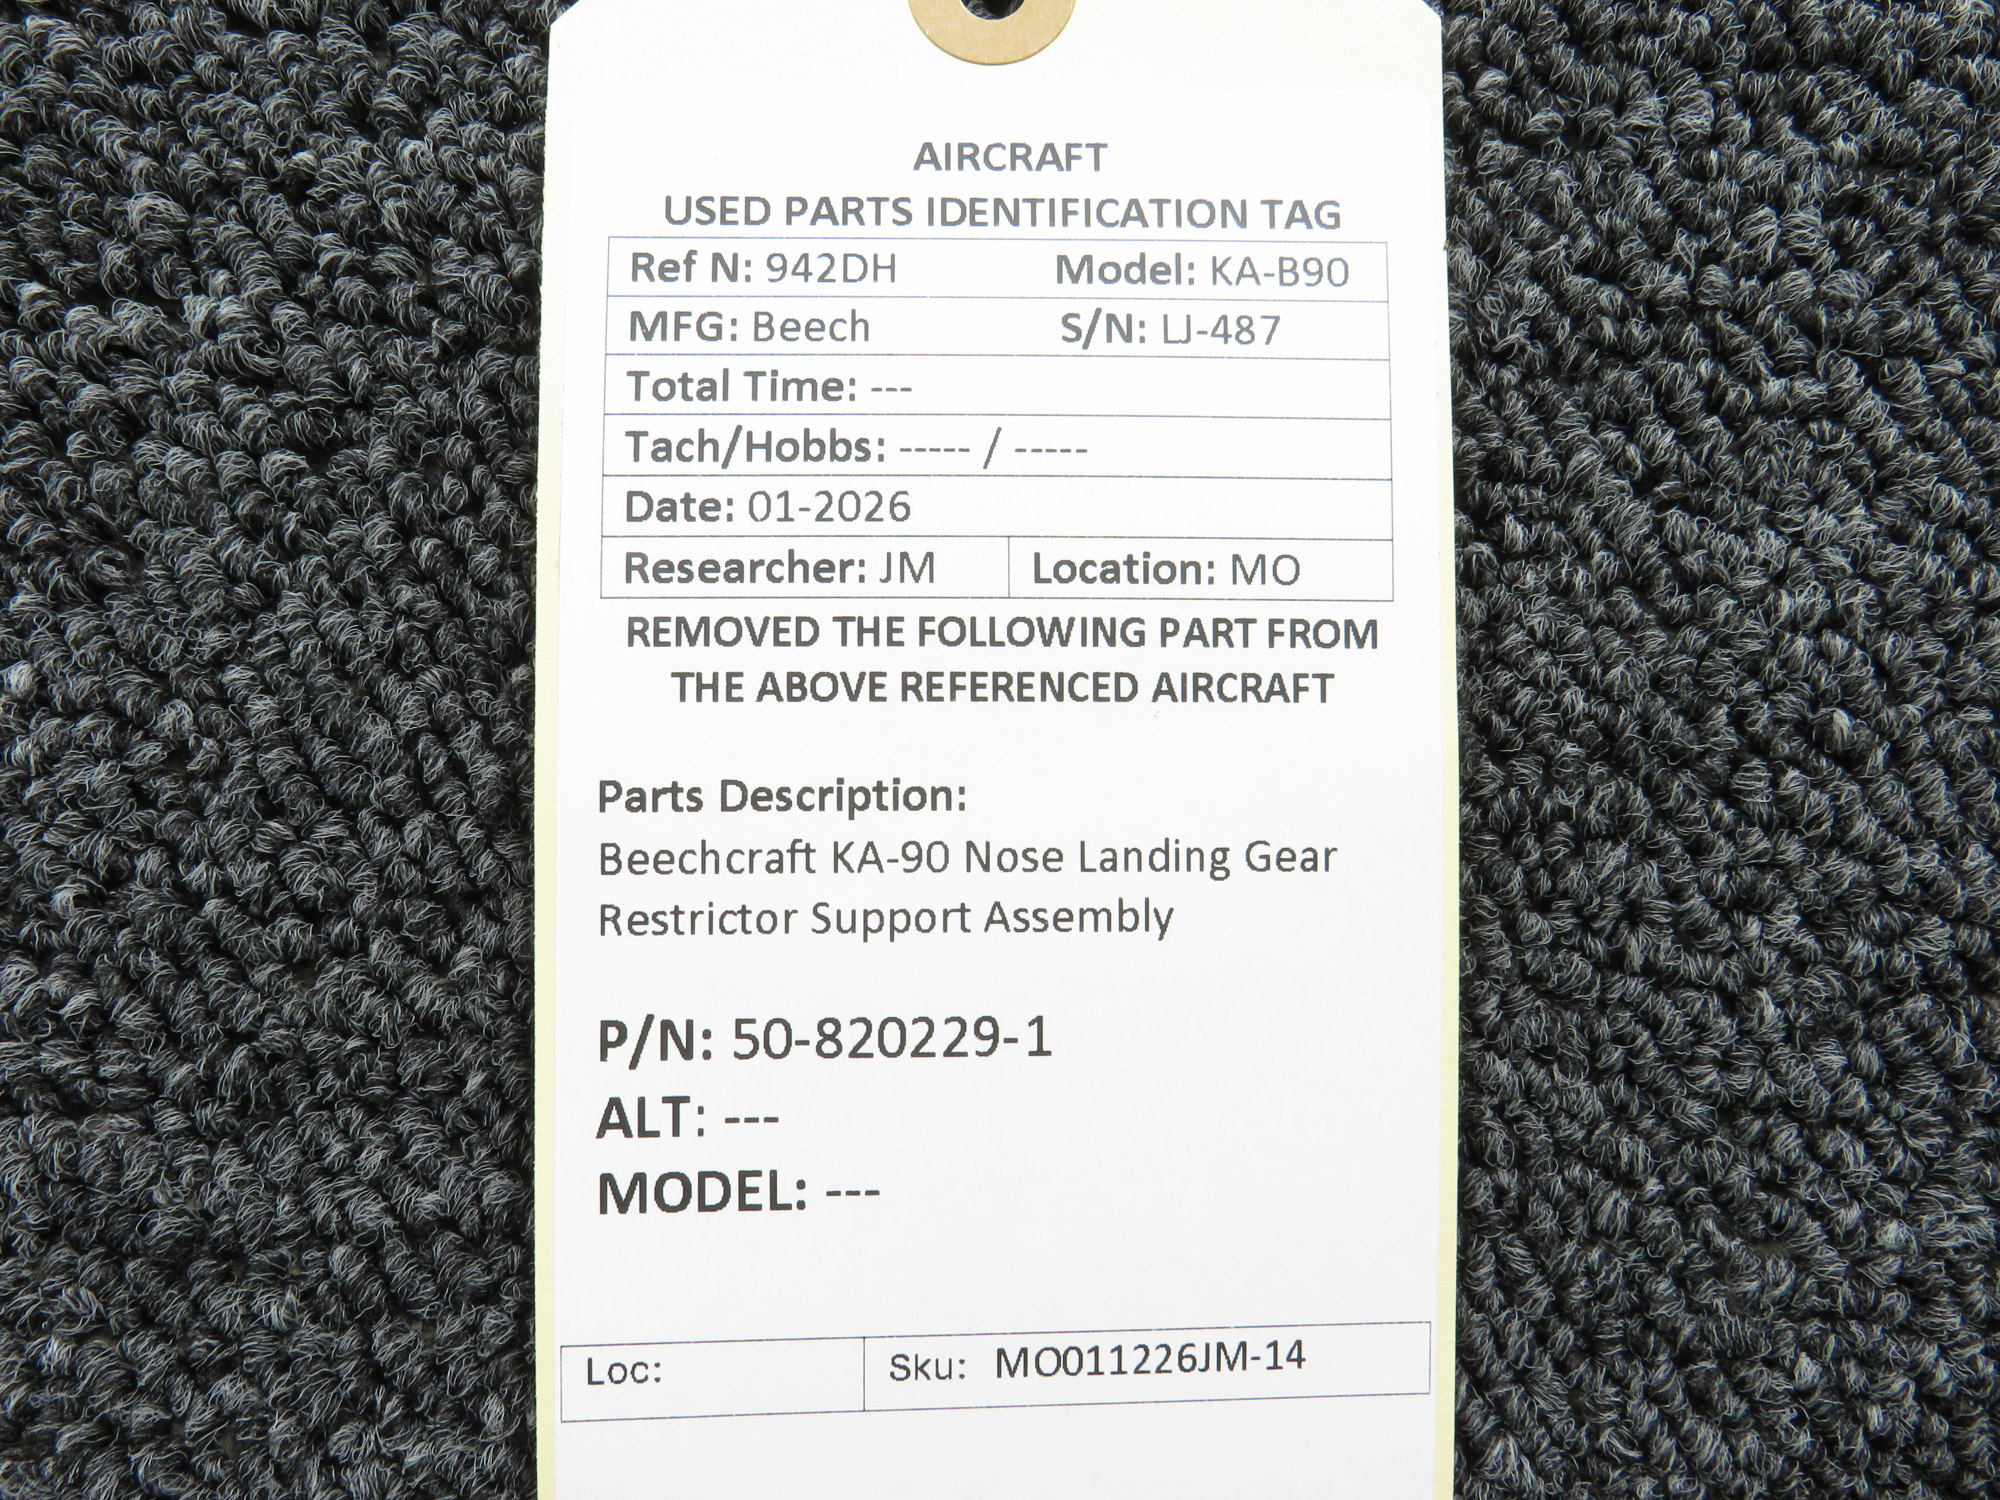 AIRCRAFT
USED PARTS IDENTIFICATION TAG
Ref N: 942DH Model: KA-B90
MFG: Beech S/N: LJ-487
Total Time: ---
Tach/Hobbs: ----- / -----
Date: 01-2026
Researcher: JM Location: MO
REMOVED THE FOLLOWING PART FROM
THE ABOVE REFERENCED AIRCRAFT
Parts Description:
Beechcraft KA-90 Nose Landing Gear
Restrictor Support Assembly
P/N: 50-820229-1
ALT: ---
MODEL: ---
Loc: Sku: MO011226JM-14